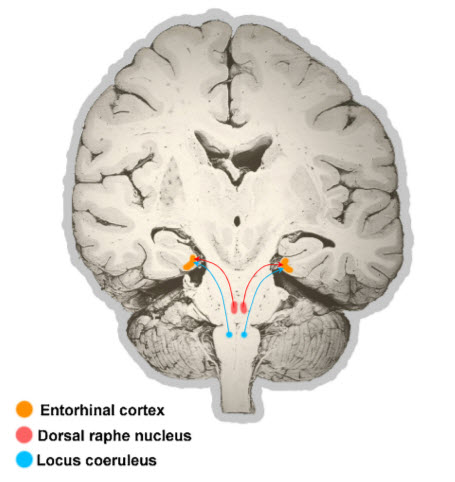 Entorhinal cortex
Dorsal raphe nucleus
Locus coeruleus